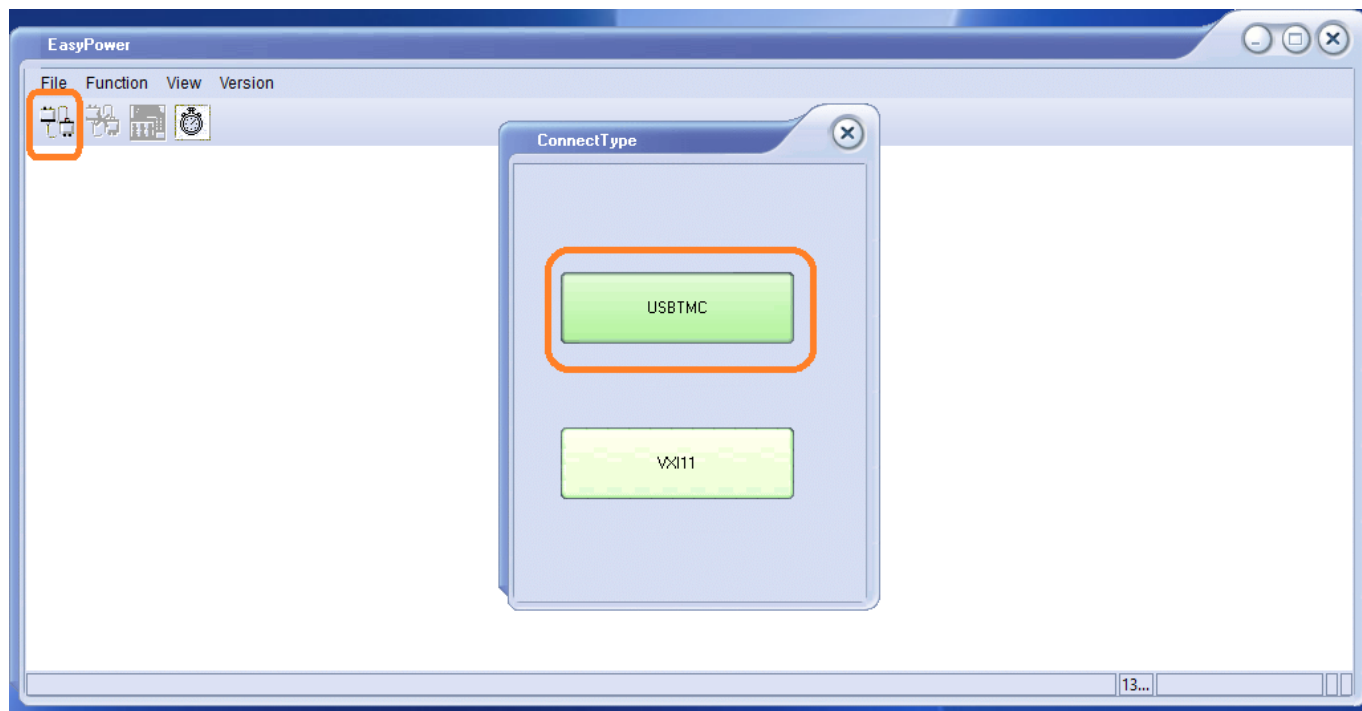 EasyPower
File Function View Version
ConnectType
USBTMC
VXI11
13...